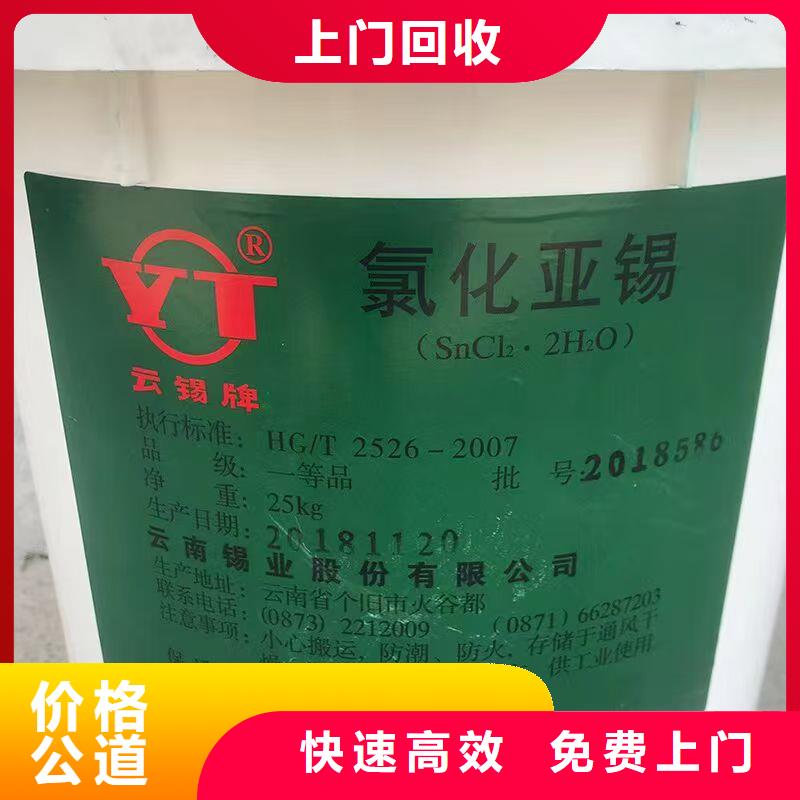 上门回收
YT®
云锡牌
氯化亚锡
(SnCl₂·2H₂O)
执行标准: HG/T 2526-2007
品 级: 一等品 批 号: 2018586
净 重: 25kg
生产日期: 20181120
云南锡业股份有限公司
生产地址: 云南省个旧市火谷都
联系电话: (0873) 2212009 (0871) 66287203
注意事项: 小心搬运, 防潮、防火, 存储于通风干
供工业使用
价格
公道
快速高效 免费上门